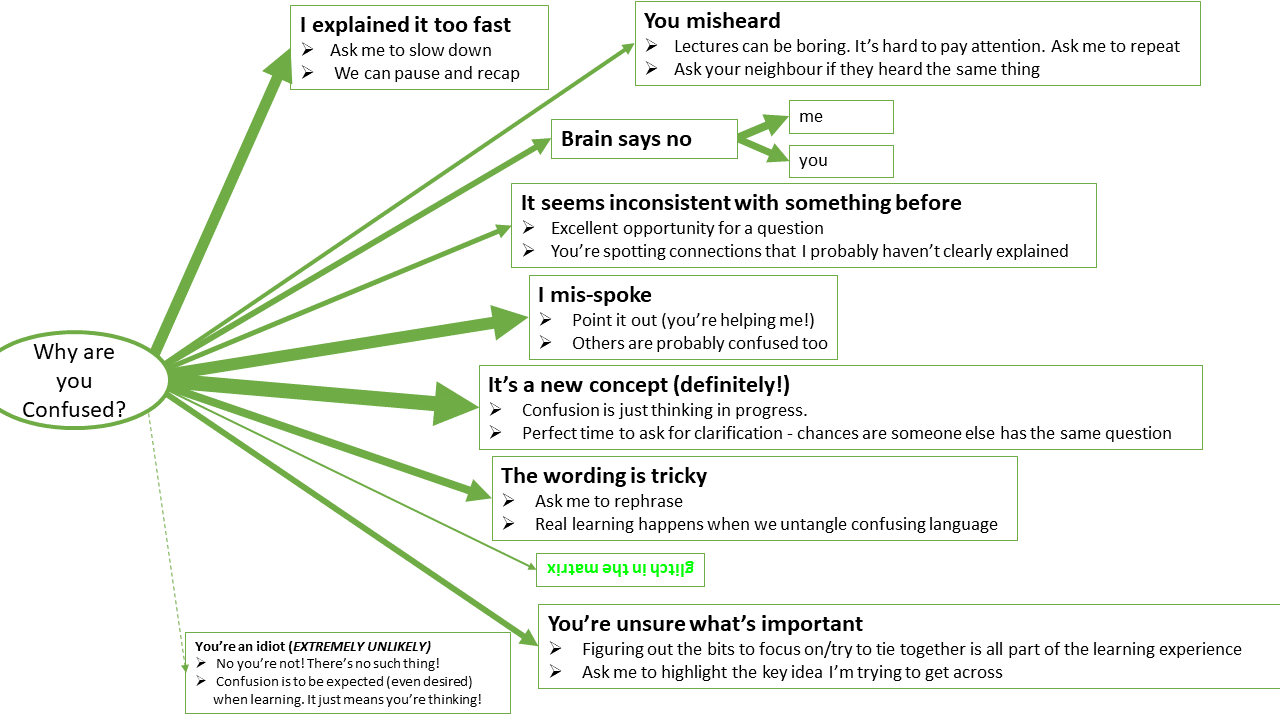 Why are
you
Confused?
I explained it too fast
➢ Ask me to slow down
➢ We can pause and recap
You misheard
➢ Lectures can be boring. It’s hard to pay attention. Ask me to repeat
➢ Ask your neighbour if they heard the same thing
Brain says no
me
you
It seems inconsistent with something before
➢ Excellent opportunity for a question
➢ You’re spotting connections that I probably haven’t clearly explained
I mis-spoke
➢ Point it out (you’re helping me!)
➢ Others are probably confused too
It’s a new concept (definitely!)
➢ Confusion is just thinking in progress.
➢ Perfect time to ask for clarification - chances are someone else has the same question
The wording is tricky
➢ Ask me to rephrase
➢ Real learning happens when we untangle confusing language
glitch in the matrix
You’re unsure what’s important
➢ Figuring out the bits to focus on/try to tie together is all part of the learning experience
➢ Ask me to highlight the key idea I’m trying to get across
You’re an idiot (EXTREMELY UNLIKELY)
➢ No you’re not! There’s no such thing!
➢ Confusion is to be expected (even desired)
when learning. It just means you’re thinking!